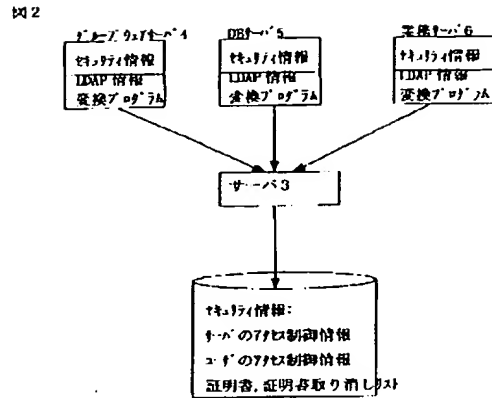 図2
グループウェアサーバ4
DBサーバ5
業務サーバ6
セキュリティ情報
セキュリティ情報
セキュリティ情報
LDAP情報
LDAP情報
LDAP情報
変換プログラム
変換プログラム
変換プログラム
サーバ3
セキュリティ情報:
サーバのアクセス制御情報
ユーザのアクセス制御情報
証明書,証明書取り消しリスト